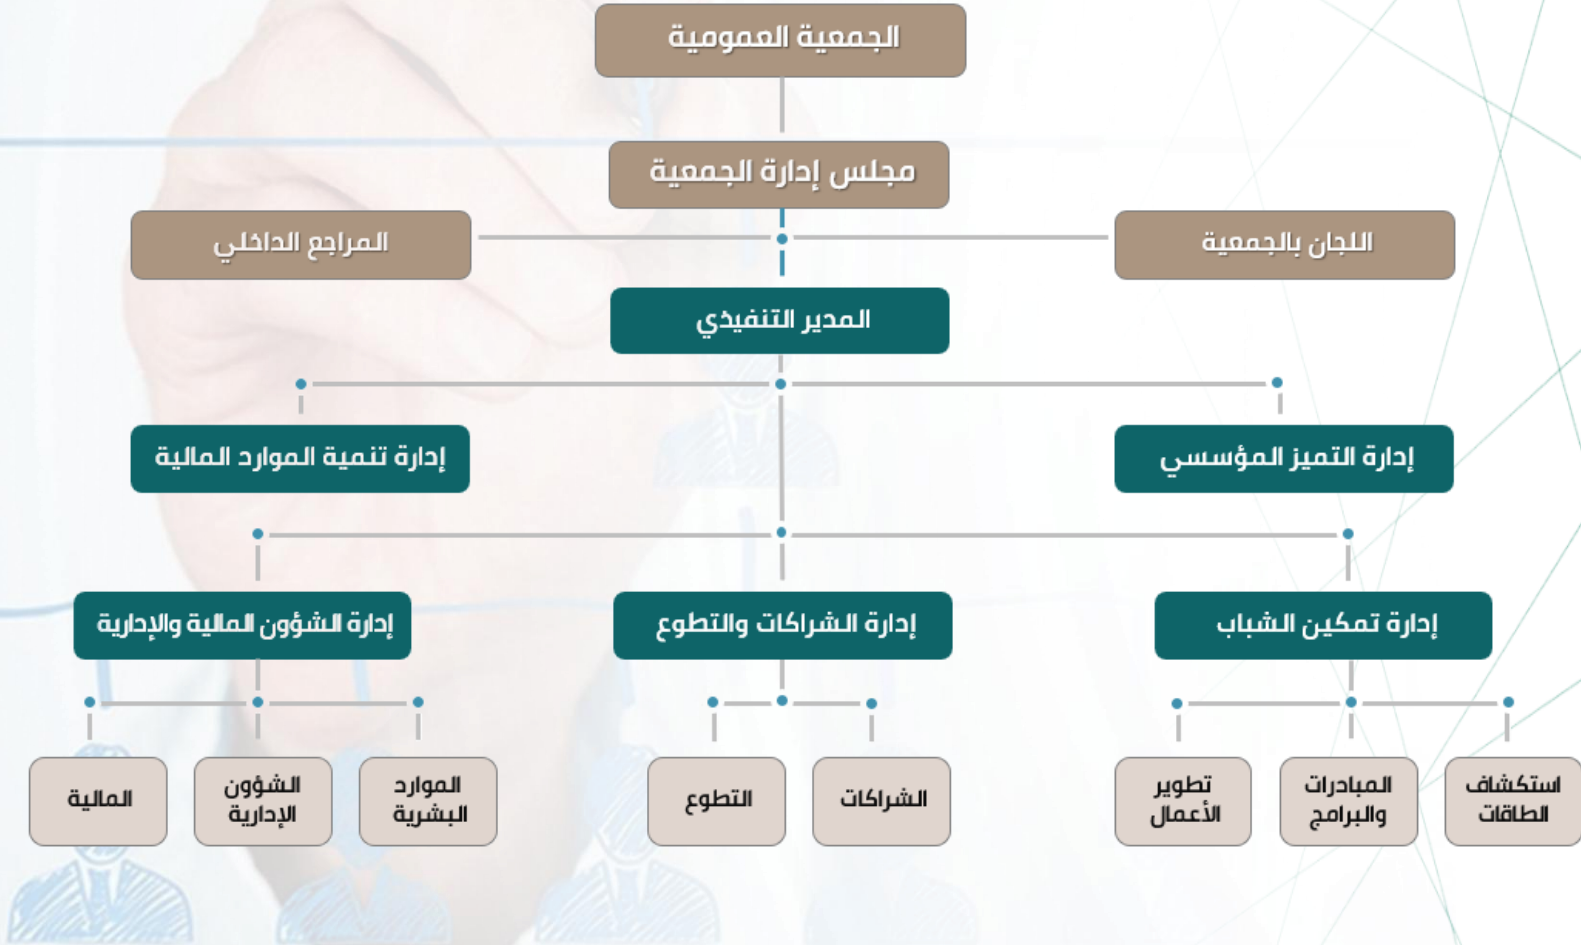 الجمعية العمومية
مجلس إدارة الجمعية
اللجان بالجمعية
المراجع الداخلي
المدير التنفيذي
إدارة التميز المؤسسي
إدارة تنمية الموارد المالية
إدارة تمكين الشباب
إدارة الشراكات والتطوع
إدارة الشؤون المالية والإدارية
استكشاف
الطاقات
المبادرات
والبرامج
تطوير
الأعمال
الشراكات
التطوع
الموارد
البشرية
الشؤون
الإدارية
المالية